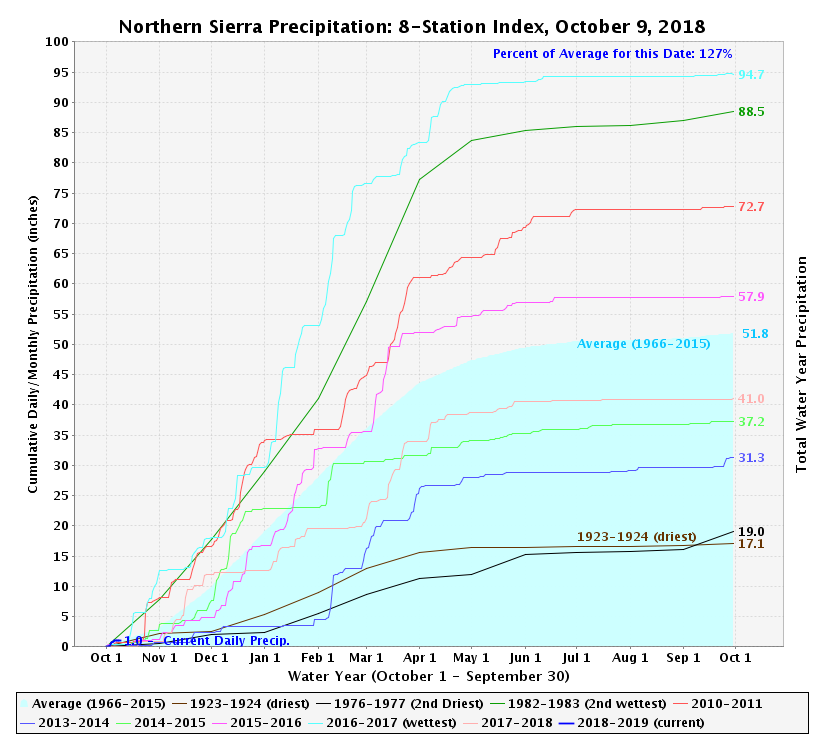 Northern Sierra Precipitation: 8-Station Index, October 9, 2018
Percent of Average for this Date: 127%
Cumulative Daily/Monthly Precipitation (inches)
100
95
90
85
80
75
70
65
60
55
50
45
40
35
30
25
20
15
10
5
0
94.7
88.5
72.7
57.9
51.8
Average (1966-2015)
41.0
37.2
31.3
1923-1924 (driest)
19.0
17.1
1.0
Current Daily Precip.
Total Water Year Precipitation
Oct 1 Nov 1 Dec 1 Jan 1 Feb 1 Mar 1 Apr 1 May 1 Jun 1 Jul 1 Aug 1 Sep 1 Oct 1
Water Year (October 1 - September 30)
Average (1966-2015) 1923-1924 (driest) 1976-1977 (2nd Driest) 1982-1983 (2nd wettest) 2010-2011
2013-2014 2014-2015 2015-2016 2016-2017 (wettest) 2017-2018 2018-2019 (current)